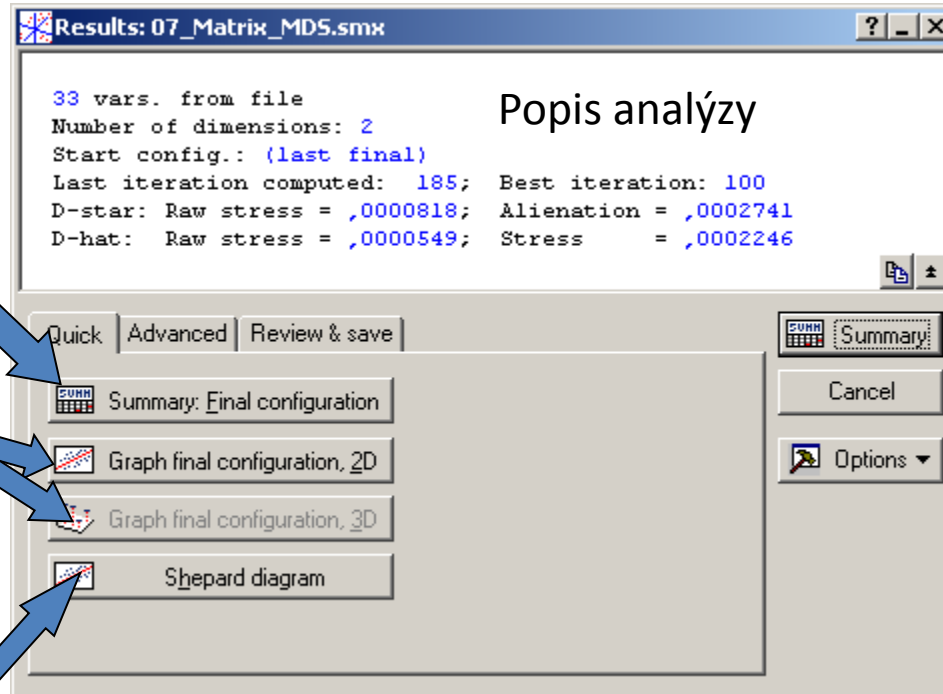 Results: 07_Matrix_MDS.smx
33 vars. from file
Popis analýzy
Number of dimensions: 2
Start config.: (last final)
Last iteration computed: 185; Best iteration: 100
D-star: Raw stress = ,0000818; Alienation = ,0002741
D-hat: Raw stress = ,0000549; Stress = ,0002246
Quick Advanced Review & save
Summary
Summary: Final configuration
Cancel
Graph final configuration, 2D
Options
Graph final configuration, 3D
Shepard diagram